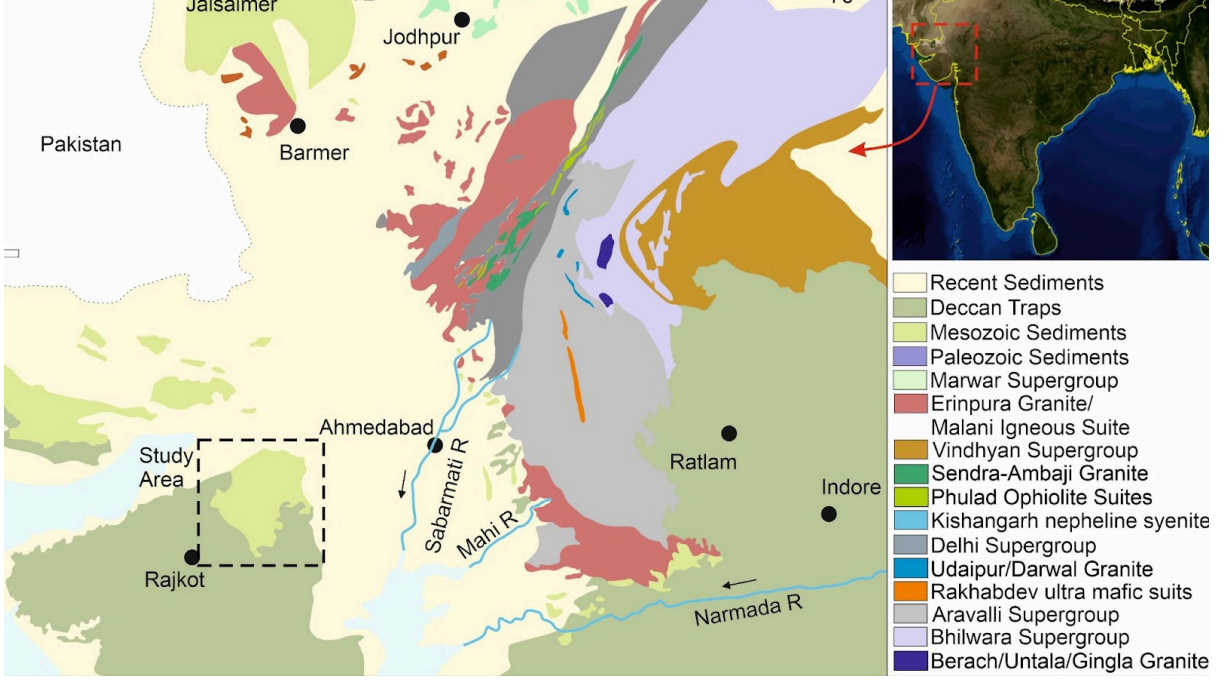 Jaisalmer
Jodhpur
Barmer
Pakistan
Ahmedabad
Study
Area
Sabarmati R
Mahi R
Ratlam
Indore
Rajkot
Narmada R
Recent Sediments
Deccan Traps
Mesozoic Sediments
Paleozoic Sediments
Marwar Supergroup
Erinpura Granite/
Malani Igneous Suite
Vindhyan Supergroup
Sendra-Ambaji Granite
Phulad Ophiolite Suites
Kishangarh nepheline syenite
Delhi Supergroup
Udaipur/Darwal Granite
Rakhabdev ultra mafic suits
Aravalli Supergroup
Bhilwara Supergroup
Berach/Untala/Gingla Granite